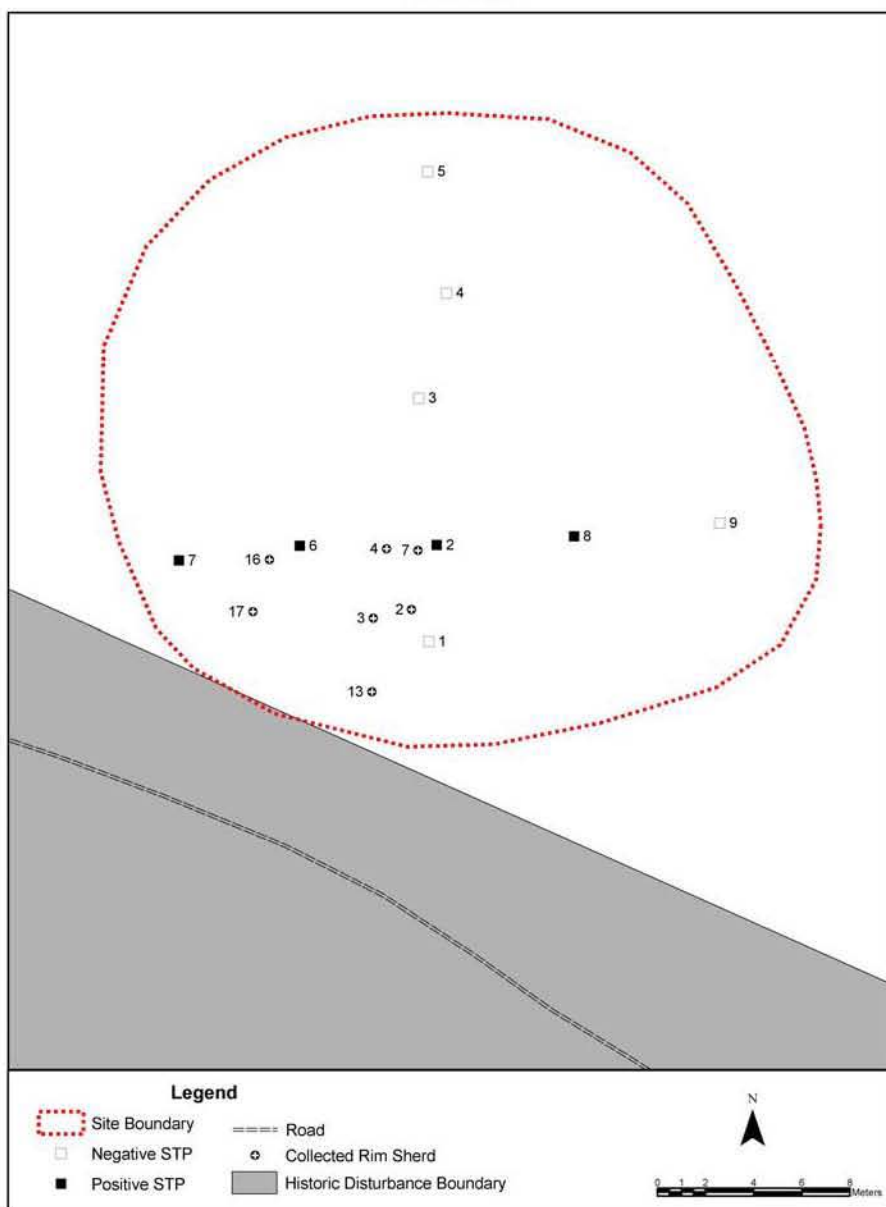 5
4
3
9
8
2
7
4
6
16
7
17
3
2
1
13
Legend
Site Boundary
Negative STP
Positive STP
Road
Collected Rim Sherd
Historic Disturbance Boundary
N
0 1 2 4 6 8
Meters